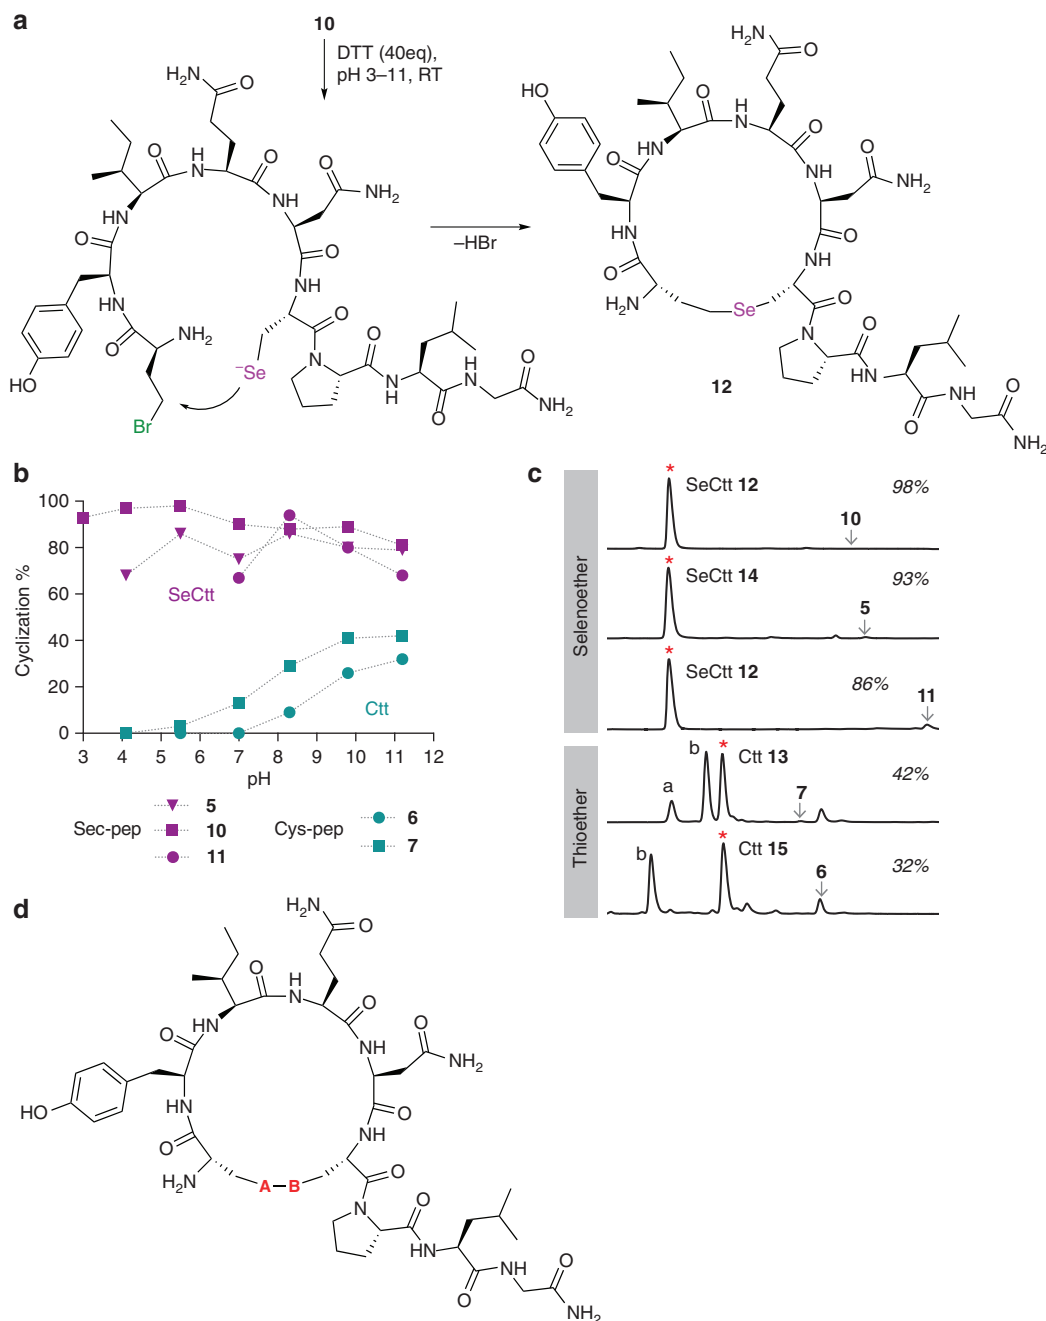 a
10
DTT (40eq),
pH 3–11, RT
H2N
O
O
H
N
O
O
NH2
HN
NH
O
O
NH
O
HN
O
NH2
HO
−Se
Br
O
N
O
H
N
N
H
O
O
NH2
–HBr
H2N
O
HO
O
H
N
O
O
NH2
HN
O
NH
HN
O
O
NH
H2N
Se
O
N
O
HN
O
NH
O
NH2
12
b
Cyclization %
100
80
60
40
20
0
SeCtt
Ctt
3 4 5 6 7 8 9 10 11 12
pH
Sec-pep
5
10
11
Cys-pep
6
7
c
Selenoether
Thioether
* SeCtt 12 98%
10
* SeCtt 14 93%
5
* SeCtt 12 86%
11
a b * Ctt 13 42%
7
b * Ctt 15 32%
6
d
H2N
O
O
H
N
O
O
NH2
HN
NH
O
O
HO
HN
NH
O
H2N
A–B
O
N
O
HN
O
NH
O
NH2